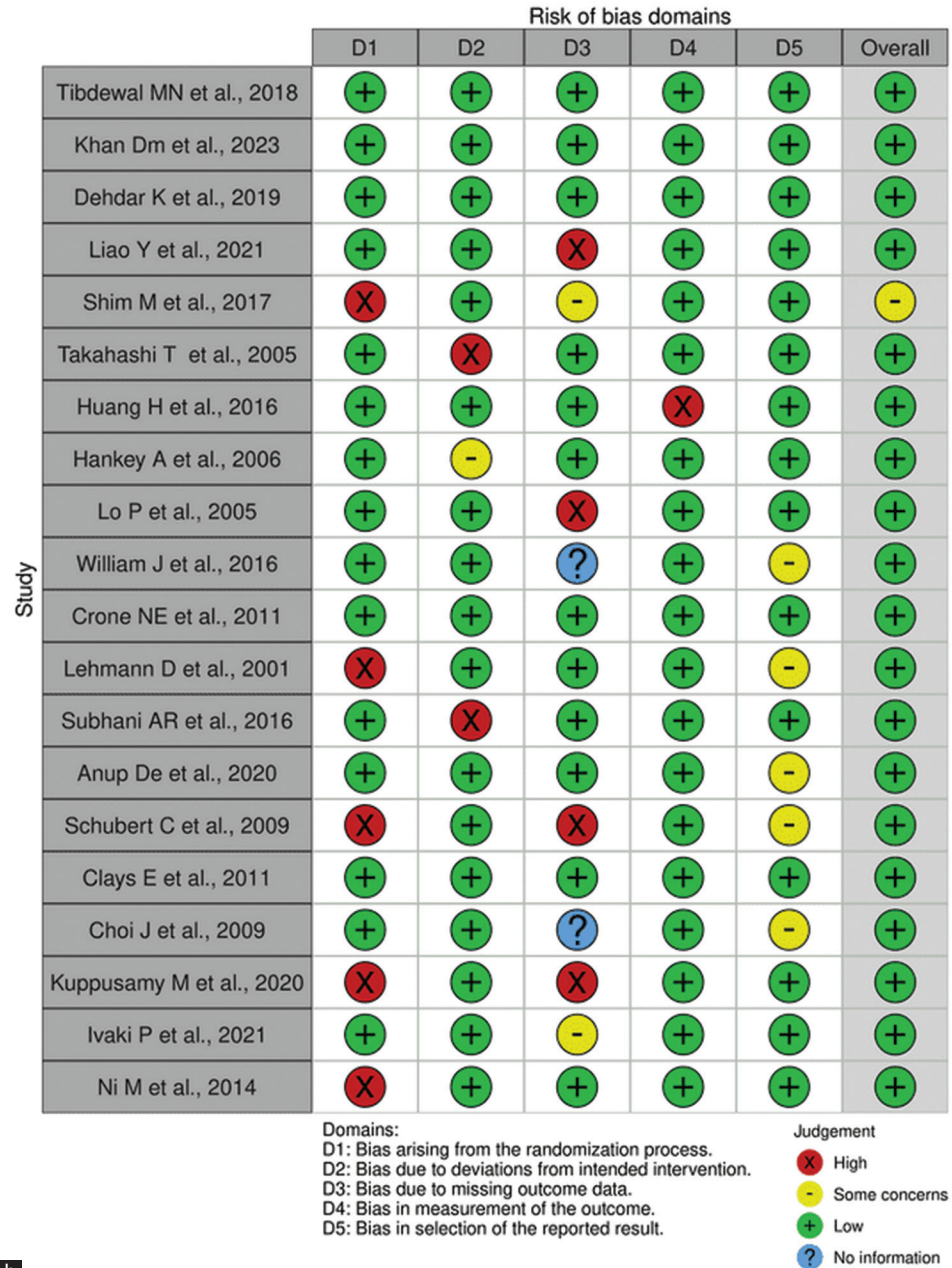 Risk of bias domains
D1 D2 D3 D4 D5 Overall
Study
Tibdewal MN et al., 2018 + + + + + +
Khan Dm et al., 2023 + + + + + +
Dehdar K et al., 2019 + + + + + +
Liao Y et al., 2021 + + X + + +
Shim M et al., 2017 X + - + + -
Takahashi T et al., 2005 + X + + + +
Huang H et al., 2016 + + + X + +
Hankey A et al., 2006 + - + + + +
Lo P et al., 2005 + + X + + +
William J et al., 2016 + + ? + - +
Crone NE et al., 2011 + + + + + +
Lehmann D et al., 2001 X + + + - +
Subhani AR et al., 2016 + X + + + +
Anup De et al., 2020 + + + + - +
Schubert C et al., 2009 X + X + - +
Clays E et al., 2011 + + + + + +
Choi J et al., 2009 + + ? + - +
Kuppusamy M et al., 2020 X + X + + +
Ivaki P et al., 2021 + + - + + +
Ni M et al., 2014 X + + + + +
Domains:
D1: Bias arising from the randomization process.
D2: Bias due to deviations from intended intervention.
D3: Bias due to missing outcome data.
D4: Bias in measurement of the outcome.
D5: Bias in selection of the reported result.
Judgement
X High
- Some concerns
+ Low
? No information